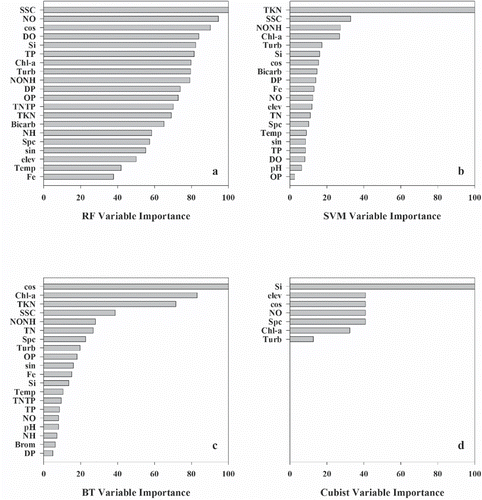 SSC
NO
cos
DO
Si
TP
Chl-a
Turb
NONH
DP
OP
TNTP
TKN
Bicarb
NH
Spc
sin
elev
Temp
Fe
0 20 40 60 80 100
RF Variable Importance
a
TKN
SSC
NONH
Chl-a
Turb
Si
cos
Bicarb
DP
Fe
NO
elev
TN
Spc
Temp
sin
TP
DO
pH
OP
0 20 40 60 80 100
SVM Variable Importance
b
cos
Chl-a
TKN
SSC
NONH
TN
Spc
Turb
OP
sin
Fe
Si
Temp
TNTP
TP
NO
pH
NH
Brom
DP
0 20 40 60 80 100
BT Variable Importance
c
Si
elev
cos
NO
Spc
Chl-a
Turb
0 20 40 60 80 100
Cubist Variable Importance
d